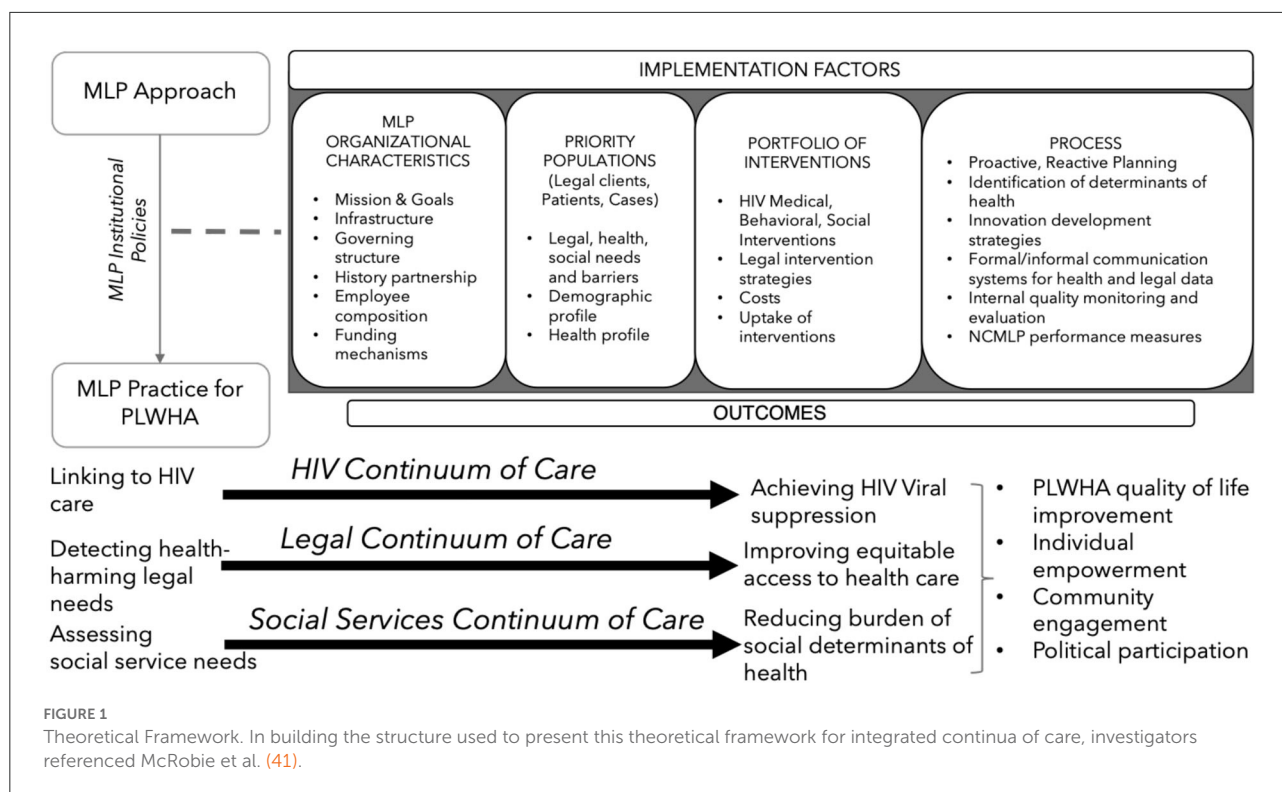 MLP Approach
MLP Institutional
Policies
MLP Practice for
PLWHA
IMPLEMENTATION FACTORS
MLP
ORGANIZATIONAL
CHARACTERISTICS
• Mission & Goals
• Infrastructure
• Governing
structure
• History partnership
• Employee
composition
• Funding
mechanisms
PRIORITY
POPULATIONS
(Legal clients,
Patients, Cases)
• Legal, health,
social needs
and barriers
• Demographic
profile
• Health profile
PORTFOLIO OF
INTERVENTIONS
• HIV Medical,
Behavioral, Social
Interventions
• Legal intervention
strategies
• Costs
• Uptake of
interventions
PROCESS
• Proactive, Reactive Planning
• Identification of determinants of
health
• Innovation development
strategies
• Formal/informal communication
systems for health and legal data
• Internal quality monitoring and
evaluation
• NCMLP performance measures
OUTCOMES
Linking to HIV
care
HIV Continuum of Care
Achieving HIV Viral
suppression
Detecting health-
harming legal
needs
Legal Continuum of Care
Improving equitable
access to health care
Assessing
social service needs
Social Services Continuum of Care
Reducing burden of
social determinants of
health
• PLWHA quality of life
improvement
• Individual
empowerment
• Community
engagement
• Political participation
FIGURE 1
Theoretical Framework. In building the structure used to present this theoretical framework for integrated continua of care, investigators
referenced McRobie et al. (41).